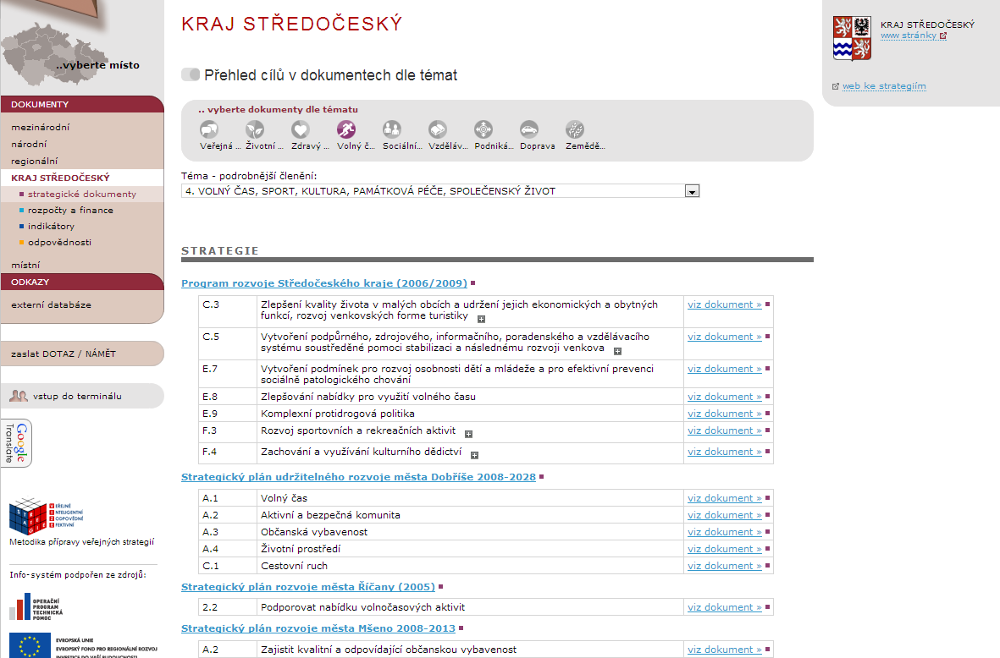 ..vyberte místo
DOKUMENTY
mezinárodní
národní
regionální
KRAJ STŘEDOČESKÝ
strategické dokumenty
rozpočty a finance
indikátory
odpovědnosti
místní
ODKAZY
externí databáze
zaslat DOTAZ / NÁMĚT
vstup do terminálu
Google
Translate
STRATEGIE
VEŘEJNÉ
INTELIGENTNÍ
ODPOVĚDNÉ
EFEKTIVNÍ
Metodika přípravy veřejných strategií
Info-systém podpořen ze zdrojů:
OPERAČNÍ
PROGRAM
TECHNICKÁ
POMOC
EVROPSKÁ UNIE
EVROPSKÝ FOND PRO REGIONÁLNÍ ROZVOJ
INVESTICE DO VAŠÍ BUDOUCNOSTI
KRAJ STŘEDOČESKÝ
Přehled cílů v dokumentech dle témat
.. vyberte dokumenty dle tématu
Veřejná ... Životní ... Zdravý ... Volný č... Sociální... Vzděláv... Podniká... Doprava Zemědě...
Téma - podrobnější členění:
4. VOLNÝ ČAS, SPORT, KULTURA, PAMÁTKOVÁ PÉČE, SPOLEČENSKÝ ŽIVOT
STRATEGIE
Program rozvoje Středočeského kraje (2006/2009)
C.3 Zlepšení kvality života v malých obcích a udržení jejich ekonomických a obytných viz dokument »
funkcí, rozvoj venkovských forme turistiky
C.5 Vytvoření podpůrného, zdrojového, informačního, poradenského a vzdělávacího viz dokument »
systému soustředěné pomoci stabilizaci a následnému rozvoji venkova
E.7 Vytvoření podmínek pro rozvoj osobnosti dětí a mládeže a pro efektivní prevenci viz dokument »
sociálně patologického chování
E.8 Zlepšování nabídky pro využití volného času viz dokument »
E.9 Komplexní protidrogová politika viz dokument »
F.3 Rozvoj sportovních a rekreačních aktivit viz dokument »
F.4 Zachování a využívání kulturního dědictví viz dokument »
Strategický plán udržitelného rozvoje města Dobříše 2008-2028
A.1 Volný čas viz dokument »
A.2 Aktivní a bezpečná komunita viz dokument »
A.3 Občanská vybavenost viz dokument »
A.4 Životní prostředí viz dokument »
C.1 Cestovní ruch viz dokument »
Strategický plán rozvoje města Říčany (2005)
2.2 Podporovat nabídku volnočasových aktivit viz dokument »
Strategický plán rozvoje města Mšeno 2008-2013
A.2 Zajistit kvalitní a odpovídající občanskou vybavenost viz dokument »
KRAJ STŘEDOČESKÝ
www stránky
web ke strategiím